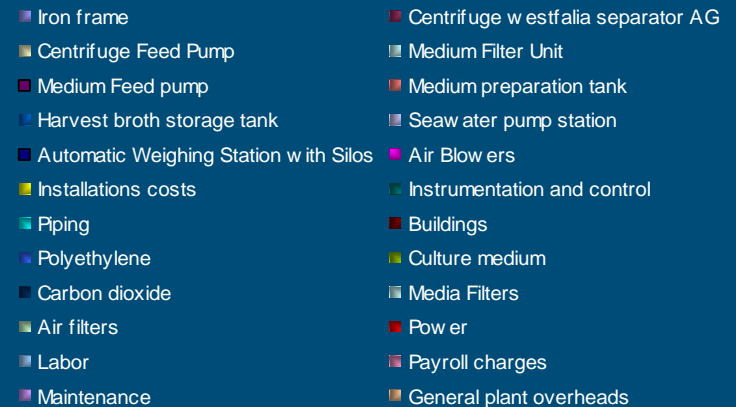 Iron frame
Centrifuge westfalia separator AG
Centrifuge Feed Pump
Medium Filter Unit
Medium Feed pump
Medium preparation tank
Harvest broth storage tank
Seawater pump station
Automatic Weighing Station with Silos
Air Blowers
Installations costs
Instrumentation and control
Piping
Buildings
Polyethylene
Culture medium
Carbon dioxide
Media Filters
Air filters
Power
Labor
Payroll charges
Maintenance
General plant overheads